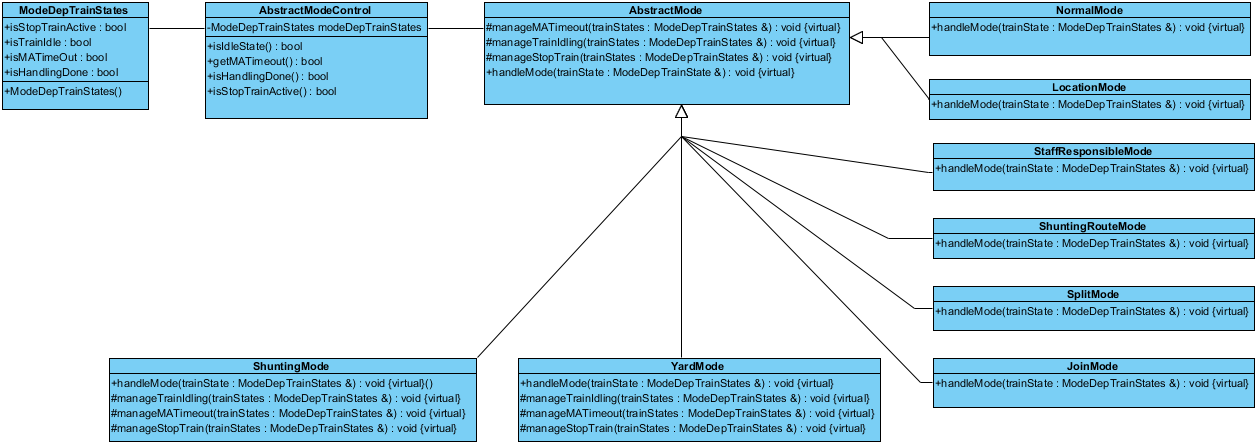 ModeDepTrainStates
+isStopTrainActive : bool
+isTrainIdle : bool
+isMATimeOut : bool
+isHandlingDone : bool
+ModeDepTrainStates()
AbstractModeControl
-ModeDepTrainStates modeDepTrainStates
+isIdleState() : bool
+getMATimeout() : bool
+isHandlingDone() : bool
+isStopTrainActive() : bool
AbstractMode
#manageMATimeout(trainStates : ModeDepTrainStates &) : void {virtual}
#manageTrainIdling(trainStates : ModeDepTrainStates &) : void {virtual}
#manageStopTrain(trainStates : ModeDepTrainStates &) : void {virtual}
+handleMode(trainState : ModeDepTrainState &) : void {virtual}
NormalMode
+handleMode(trainState : ModeDepTrainStates &) : void {virtual}
LocationMode
+hanldeMode(trainState : ModeDepTrainStates &) : void {virtual}
StaffResponsibleMode
+handleMode(trainState : ModeDepTrainStates &) : void {virtual}
ShuntingRouteMode
+handleMode(trainState : ModeDepTrainStates &) : void {virtual}
SplitMode
+handleMode(trainState : ModeDepTrainStates &) : void {virtual}
JoinMode
+handleMode(trainState : ModeDepTrainStates &) : void {virtual}
ShuntingMode
+handleMode(trainState : ModeDepTrainStates &) : void {virtual}()
#manageTrainIdling(trainStates : ModeDepTrainStates &) : void {virtual}
#manageMATimeout(trainStates : ModeDepTrainStates &) : void {virtual}
#manageStopTrain(trainStates : ModeDepTrainStates &) : void {virtual}
YardMode
+handleMode(trainState : ModeDepTrainStates &) : void {virtual}
#manageTrainIdling(trainStates : ModeDepTrainStates &) : void {virtual}
#manageMATimeout(trainStates : ModeDepTrainStates &) : void {virtual}
#manageStopTrain(trainStates : ModeDepTrainStates &) : void {virtual}